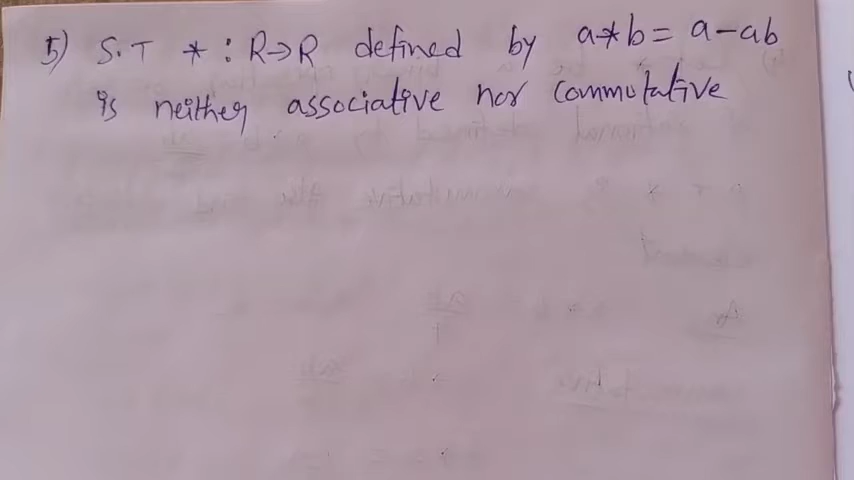 5) S.T * : R→R defined by a*b = a-ab
is neither associative nor commutative